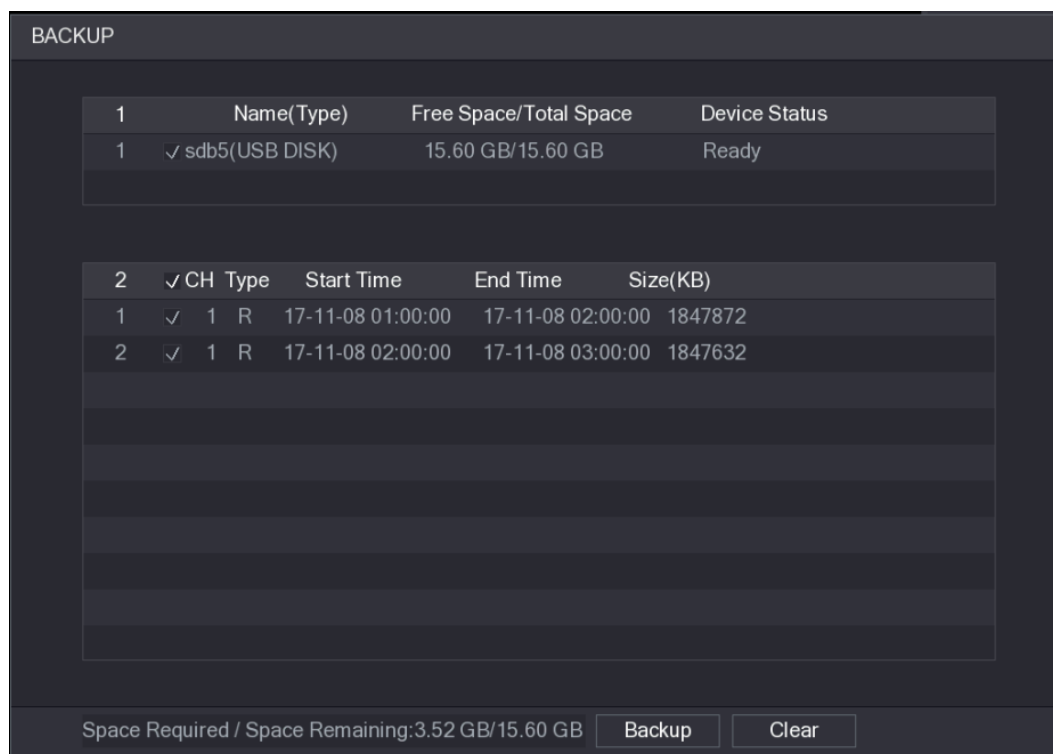 BACKUP
1 Name(Type) Free Space/Total Space Device Status
1 sdb5(USB DISK) 15.60 GB/15.60 GB Ready
2 CH Type Start Time End Time Size(KB)
1 1 R 17-11-08 01:00:00 17-11-08 02:00:00 1847872
2 1 R 17-11-08 02:00:00 17-11-08 03:00:00 1847632
Space Required / Space Remaining:3.52 GB/15.60 GB Backup Clear